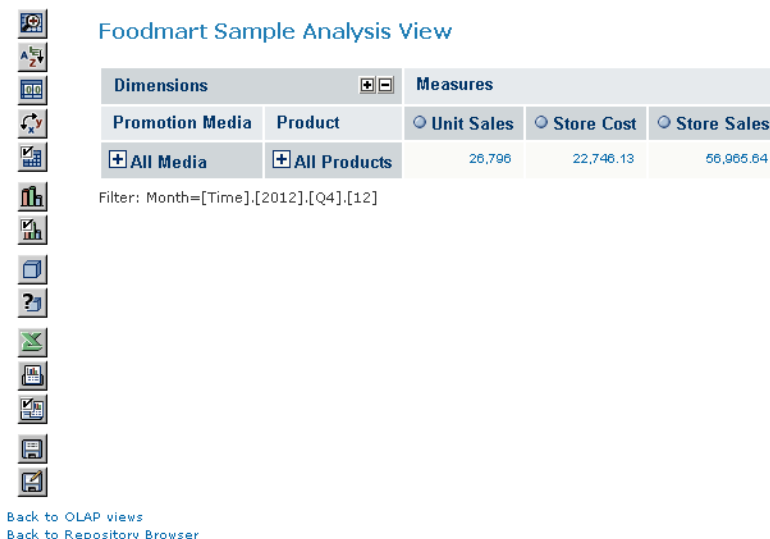 Foodmart Sample Analysis View
Dimensions Measures
Promotion Media Product Unit Sales Store Cost Store Sales
All Media All Products 26,796 22,746.13 56,965.64
Filter: Month=[Time].[2012].[Q4].[12]
Back to OLAP views
Back to Repository Browser